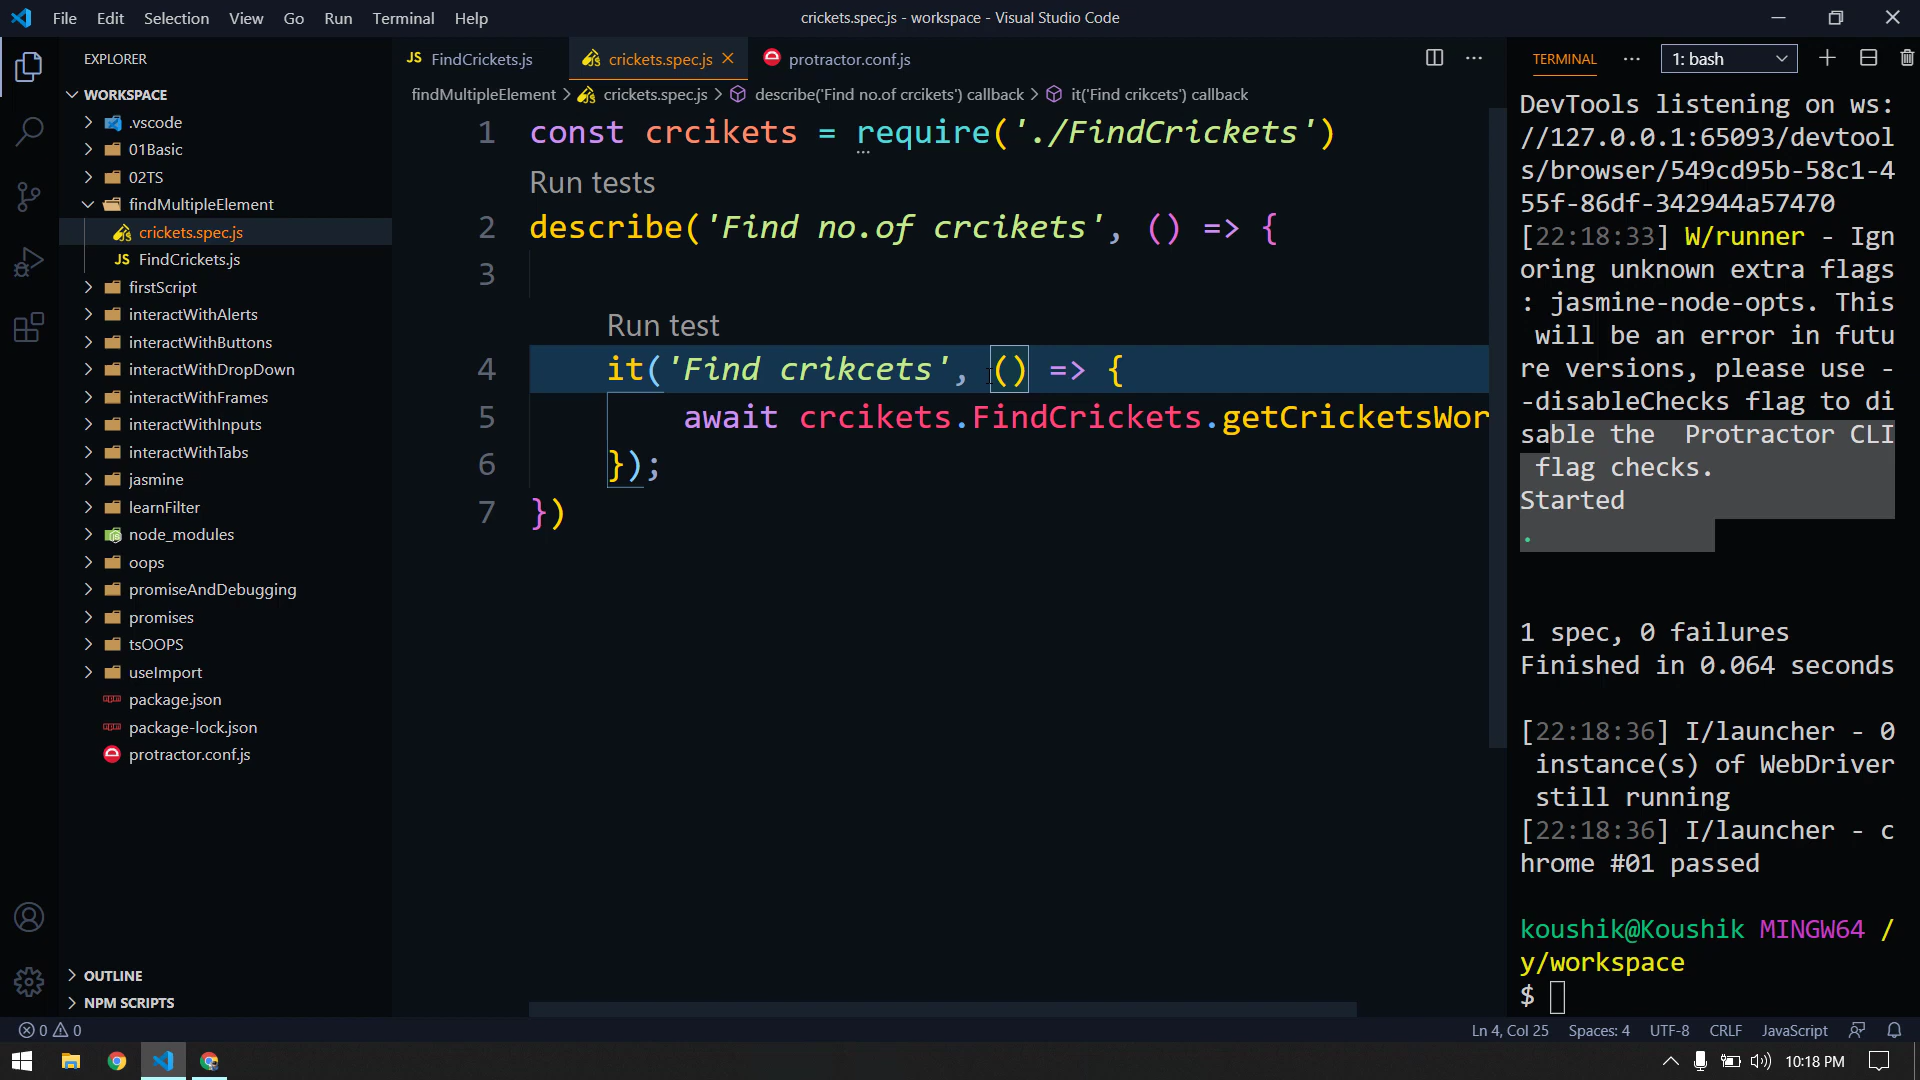 File Edit Selection View Go Run Terminal Help
crickets.spec.js - workspace - Visual Studio Code
EXPLORER
WORKSPACE
.vscode
01Basic
02TS
findMultipleElement
crickets.spec.js
JS FindCrickets.js
firstScript
interactWithAlerts
interactWithButtons
interactWithDropDown
interactWithFrames
interactWithInputs
interactWithTabs
jasmine
learnFilter
node_modules
oops
promiseAndDebugging
promises
tsOOPS
useImport
package.json
package-lock.json
protractor.conf.js
OUTLINE
NPM SCRIPTS
JS FindCrickets.js
crickets.spec.js
protractor.conf.js
findMultipleElement > crickets.spec.js > describe('Find no.of crcikets') callback > it('Find crikcets') callback
1 const crcikets = require('./FindCrickets')
Run tests
2 describe('Find no.of crcikets', () => {
3
Run test
4 it('Find crikcets', () => {
5 await crcikets.FindCrickets.getCricketsWor
6 });
7 })
TERMINAL
1: bash
DevTools listening on ws:
//127.0.0.1:65093/devtool
s/browser/549cd95b-58c1-4
55f-86df-342944a57470
[22:18:33] W/runner - Ign
oring unknown extra flags
: jasmine-node-opts. This
will be an error in futu
re versions, please use -
-disableChecks flag to di
sable the  Protractor CLI
flag checks.
Started
.
1 spec, 0 failures
Finished in 0.064 seconds
[22:18:36] I/launcher - 0
instance(s) of WebDriver
still running
[22:18:36] I/launcher - c
hrome #01 passed
koushik@Koushik MINGW64 /
y/workspace
$
0 0
Ln 4, Col 25 Spaces: 4 UTF-8 CRLF JavaScript
10:18 PM